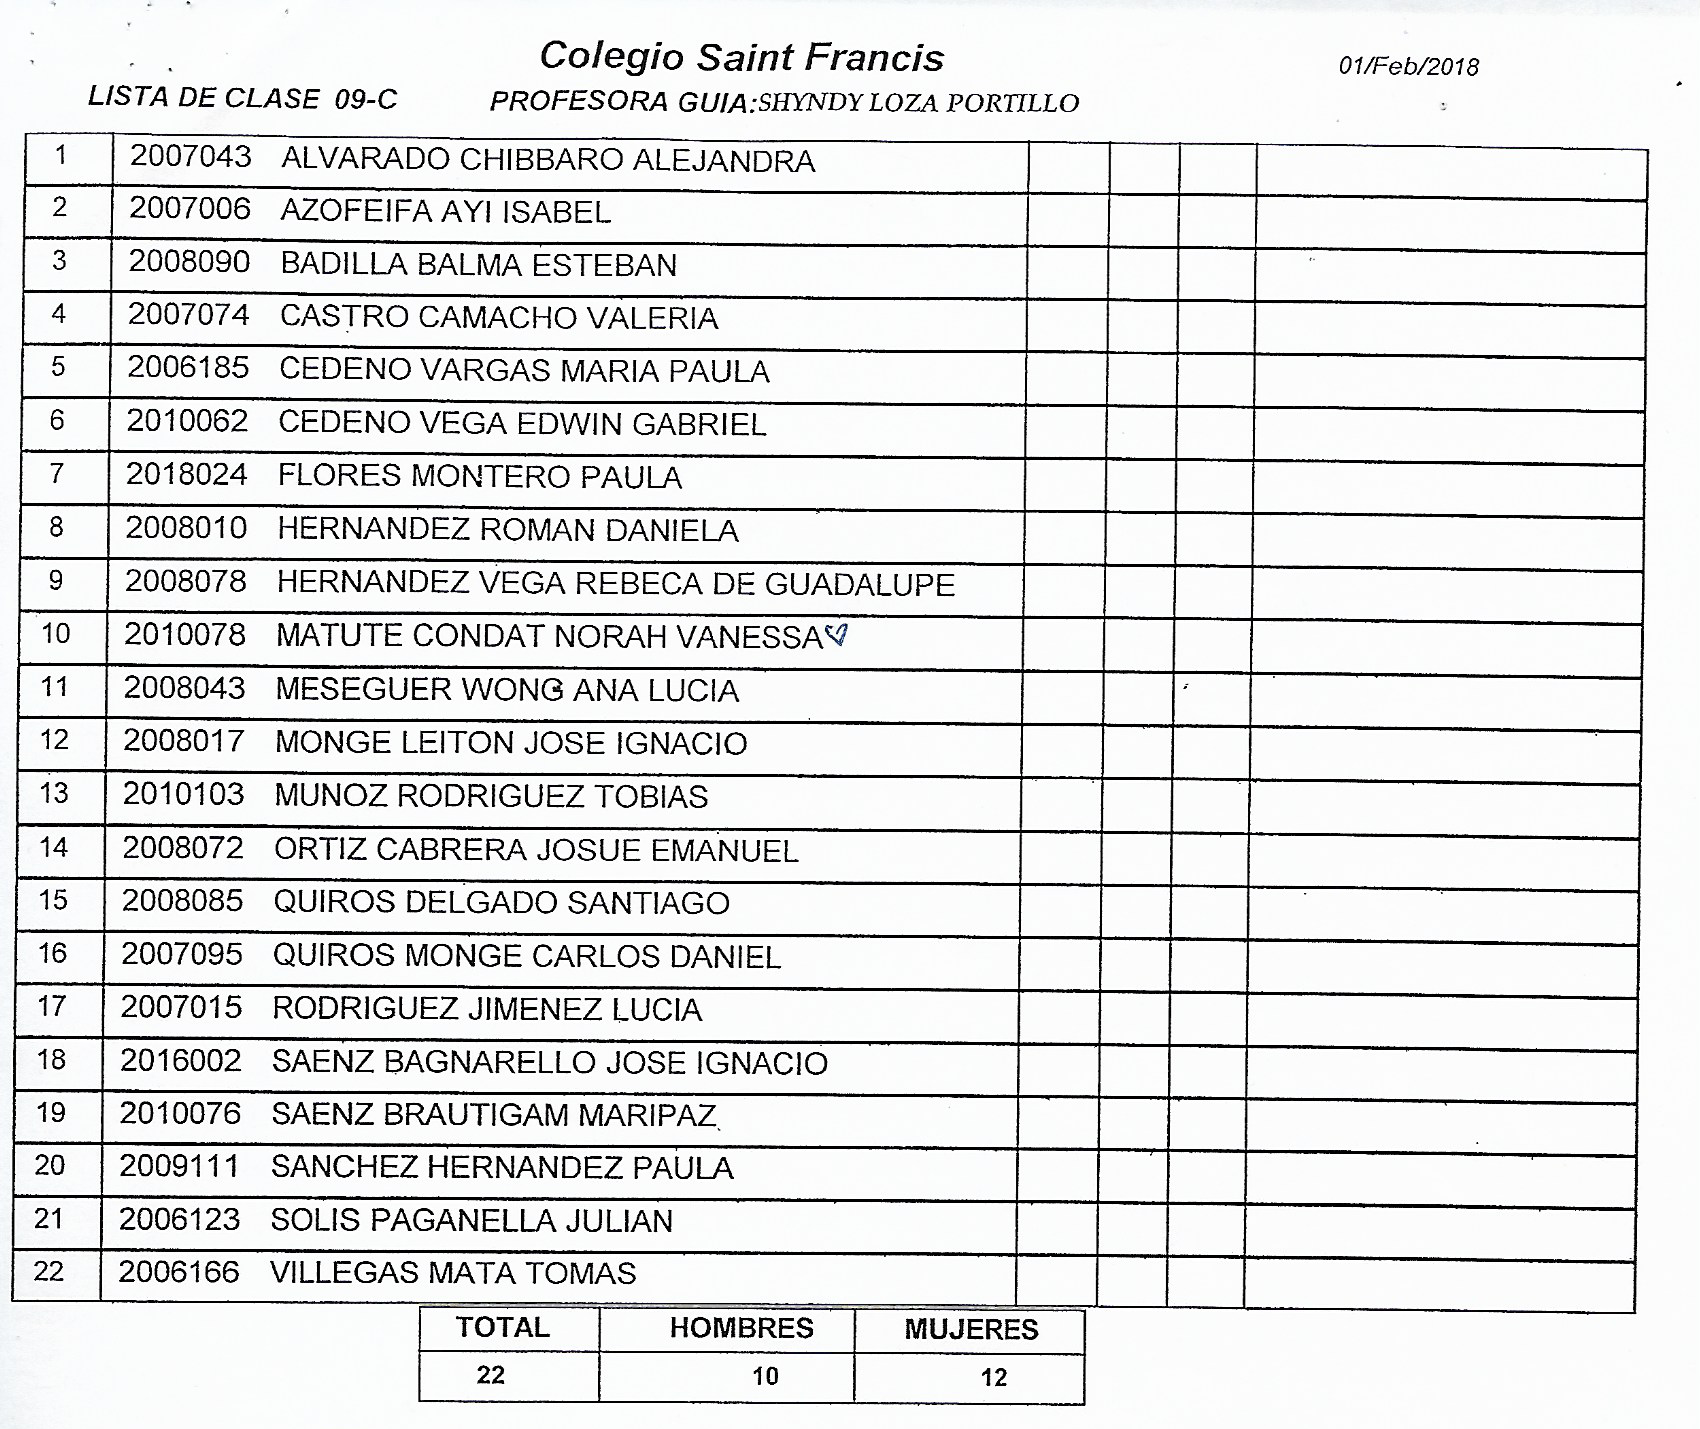 Colegio Saint Francis
01/Feb/2018
LISTA DE CLASE 09-C PROFESORA GUIA:SHYNDY LOZA PORTILLO
1 2007043 ALVARADO CHIBBARO ALEJANDRA
2 2007006 AZOFEIFA AYI ISABEL
3 2008090 BADILLA BALMA ESTEBAN
4 2007074 CASTRO CAMACHO VALERIA
5 2006185 CEDENO VARGAS MARIA PAULA
6 2010062 CEDENO VEGA EDWIN GABRIEL
7 2018024 FLORES MONTERO PAULA
8 2008010 HERNANDEZ ROMAN DANIELA
9 2008078 HERNANDEZ VEGA REBECA DE GUADALUPE
10 2010078 MATUTE CONDAT NORAH VANESSA♡
11 2008043 MESEGUER WONG ANA LUCIA
12 2008017 MONGE LEITON JOSE IGNACIO
13 2010103 MUNOZ RODRIGUEZ TOBIAS
14 2008072 ORTIZ CABRERA JOSUE EMANUEL
15 2008085 QUIROS DELGADO SANTIAGO
16 2007095 QUIROS MONGE CARLOS DANIEL
17 2007015 RODRIGUEZ JIMENEZ LUCIA
18 2016002 SAENZ BAGNARELLO JOSE IGNACIO
19 2010076 SAENZ BRAUTIGAM MARIPAZ
20 2009111 SANCHEZ HERNANDEZ PAULA
21 2006123 SOLIS PAGANELLA JULIAN
22 2006166 VILLEGAS MATA TOMAS
TOTAL HOMBRES MUJERES
22 10 12